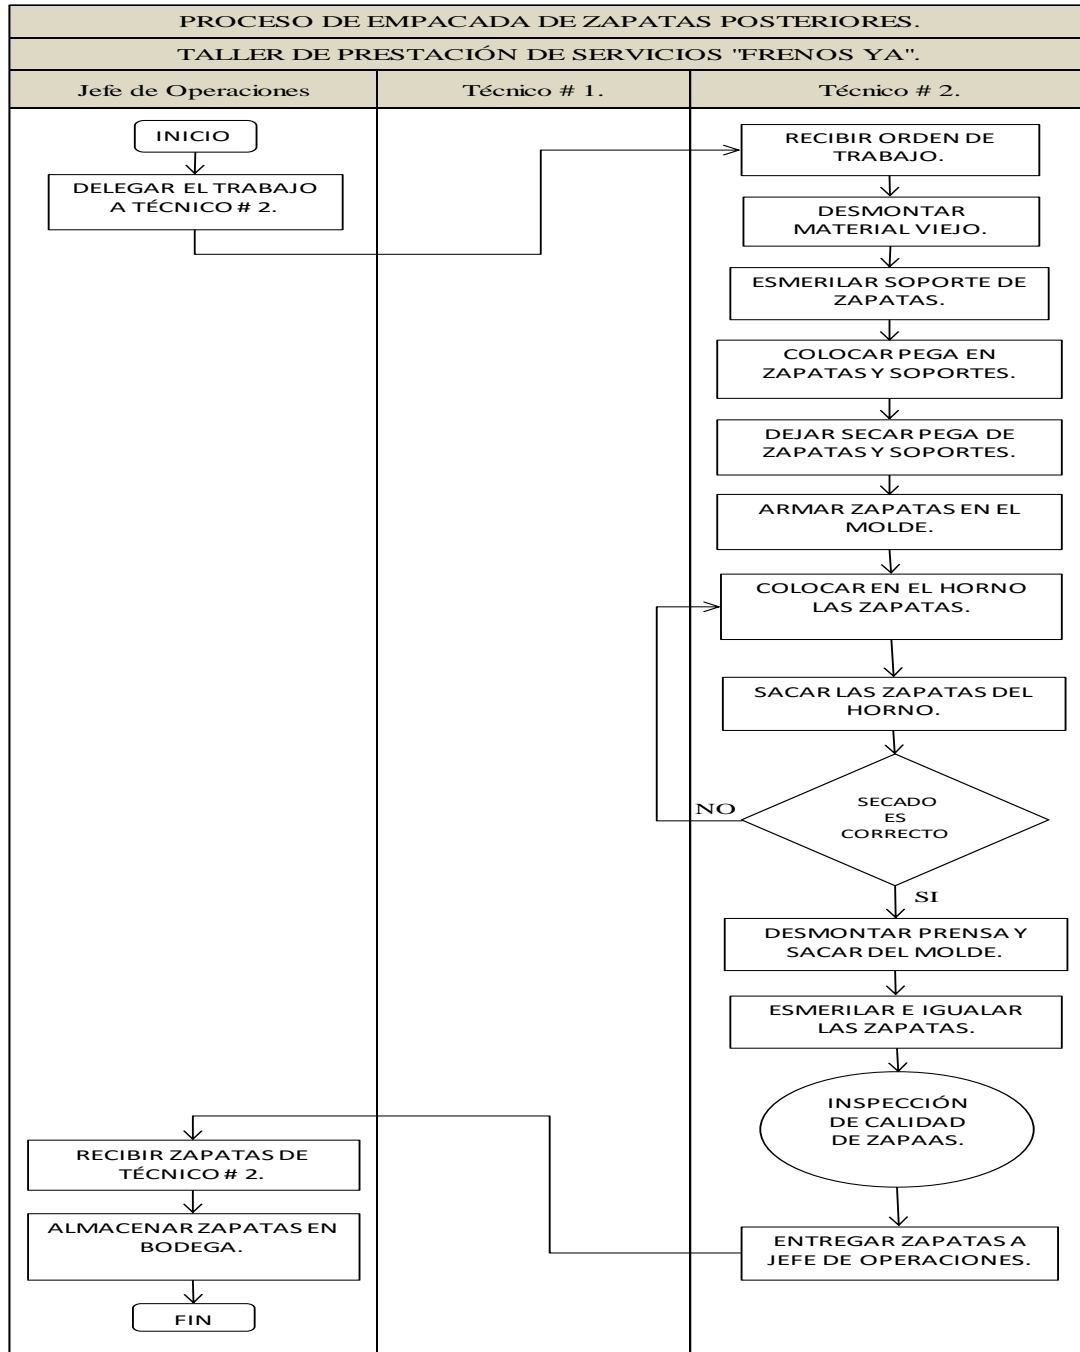 PROCESO DE EMPACADA DE ZAPATAS POSTERIORES.
TALLER DE PRESTACIÓN DE SERVICIOS "FRENOS YA".
Jefe de Operaciones
Técnico # 1.
Técnico # 2.
INICIO
DELEGAR EL TRABAJO
A TÉCNICO # 2.
RECIBIR ORDEN DE
TRABAJO.
DESMONTAR
MATERIAL VIEJO.
ESMERILAR SOPORTE DE
ZAPATAS.
COLOCAR PEGA EN
ZAPATAS Y SOPORTES.
DEJAR SECAR PEGA DE
ZAPATAS Y SOPORTES.
ARMAR ZAPATAS EN EL
MOLDE.
COLOCAR EN EL HORNO
LAS ZAPATAS.
SACAR LAS ZAPATAS DEL
HORNO.
SECADO
ES
CORRECTO
NO
SI
DESMONTAR PRENSA Y
SACAR DEL MOLDE.
ESMERILAR E IGUALAR
LAS ZAPATAS.
INSPECCIÓN
DE CALIDAD
DE ZAPAAS.
ENTREGAR ZAPATAS A
JEFE DE OPERACIONES.
RECIBIR ZAPATAS DE
TÉCNICO # 2.
ALMACENAR ZAPATAS EN
BODEGA.
FIN